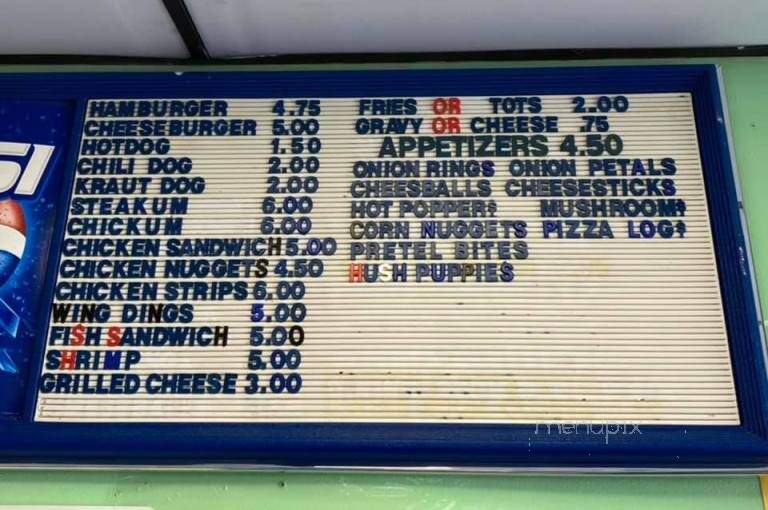 HAMBURGER 4.75
CHEESEBURGER 5.00
HOTDOG 1.50
CHILI DOG 2.00
KRAUT DOG 2.00
STEAKUM 6.00
CHICKUM 6.00
CHICKEN SANDWICH 5.00
CHICKEN NUGGETS 4.50
CHICKEN STRIPS 6.00
WING DINGS 5.00
FISH SANDWICH 5.00
SHRIMP 5.00
GRILLED CHEESE 3.00
FRIES OR TOTS 2.00
GRAVY OR CHEESE .75
APPETIZERS 4.50
ONION RINGS ONION PETALS
CHEESBALLS CHEESESTICKS
HOT POPPERS MUSHROOMS
CORN NUGGETS PIZZA LOGS
PRETEL BITES
HUSH PUPPIES
menupix